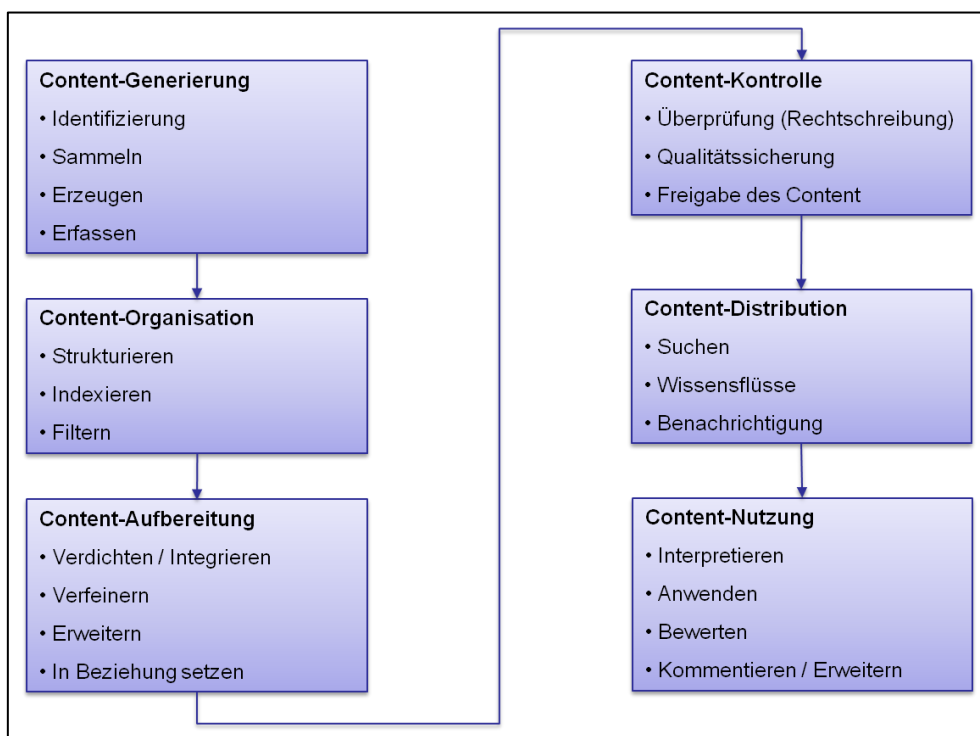 Content-Generierung
• Identifizierung
• Sammeln
• Erzeugen
• Erfassen
Content-Organisation
• Strukturieren
• Indexieren
• Filtern
Content-Aufbereitung
• Verdichten / Integrieren
• Verfeinern
• Erweitern
• In Beziehung setzen
Content-Kontrolle
• Überprüfung (Rechtschreibung)
• Qualitätssicherung
• Freigabe des Content
Content-Distribution
• Suchen
• Wissensflüsse
• Benachrichtigung
Content-Nutzung
• Interpretieren
• Anwenden
• Bewerten
• Kommentieren / Erweitern